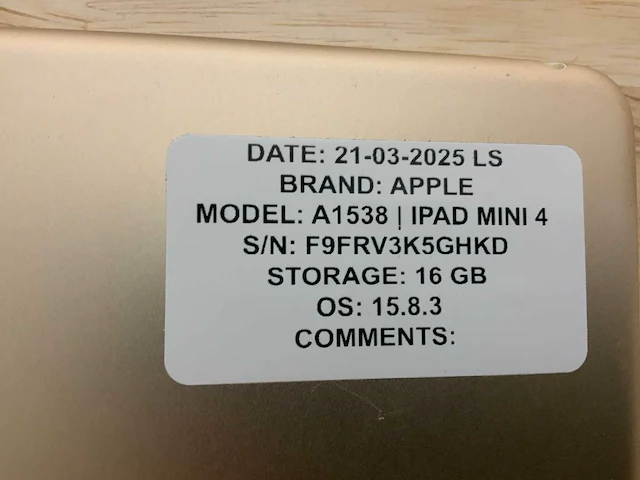 DATE: 21-03-2025 LS
BRAND: APPLE
MODEL: A1538 | IPAD MINI 4
S/N: F9FRV3K5GHKD
STORAGE: 16 GB
OS: 15.8.3
COMMENTS: